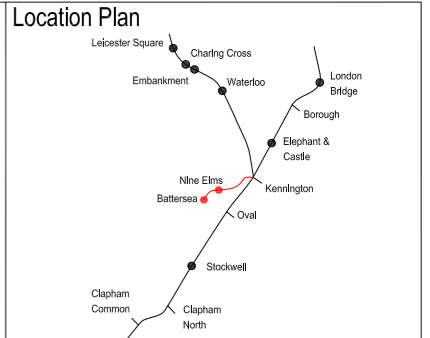 Location Plan
Leicester Square
Charing Cross
Embankment
Waterloo
London
Bridge
Borough
Elephant &
Castle
Nine Elms
Kennington
Battersea
Oval
Stockwell
Clapham
Common
Clapham
North